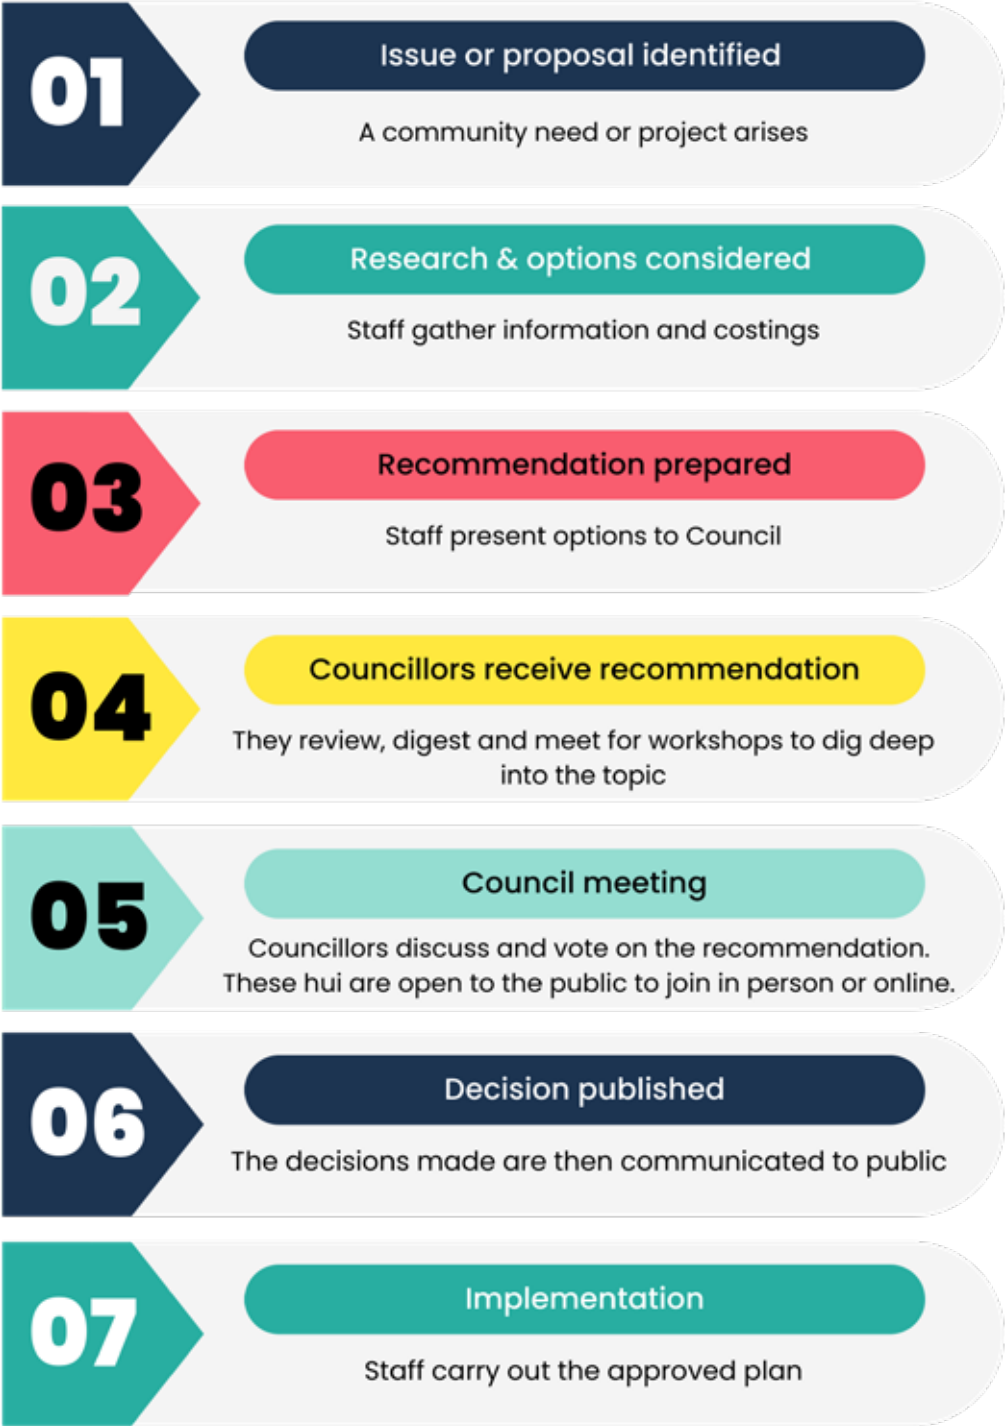 01
Issue or proposal identified
A community need or project arises
02
Research & options considered
Staff gather information and costings
03
Recommendation prepared
Staff present options to Council
04
Councillors receive recommendation
They review, digest and meet for workshops to dig deep
into the topic
05
Council meeting
Councillors discuss and vote on the recommendation.
These hui are open to the public to join in person or online.
06
Decision published
The decisions made are then communicated to public
07
Implementation
Staff carry out the approved plan